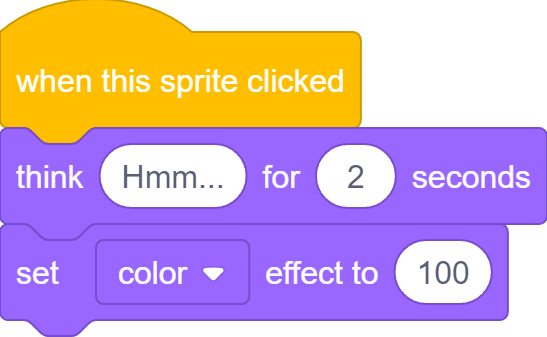 when this sprite clicked
think Hmm... for 2 seconds
set color effect to 100